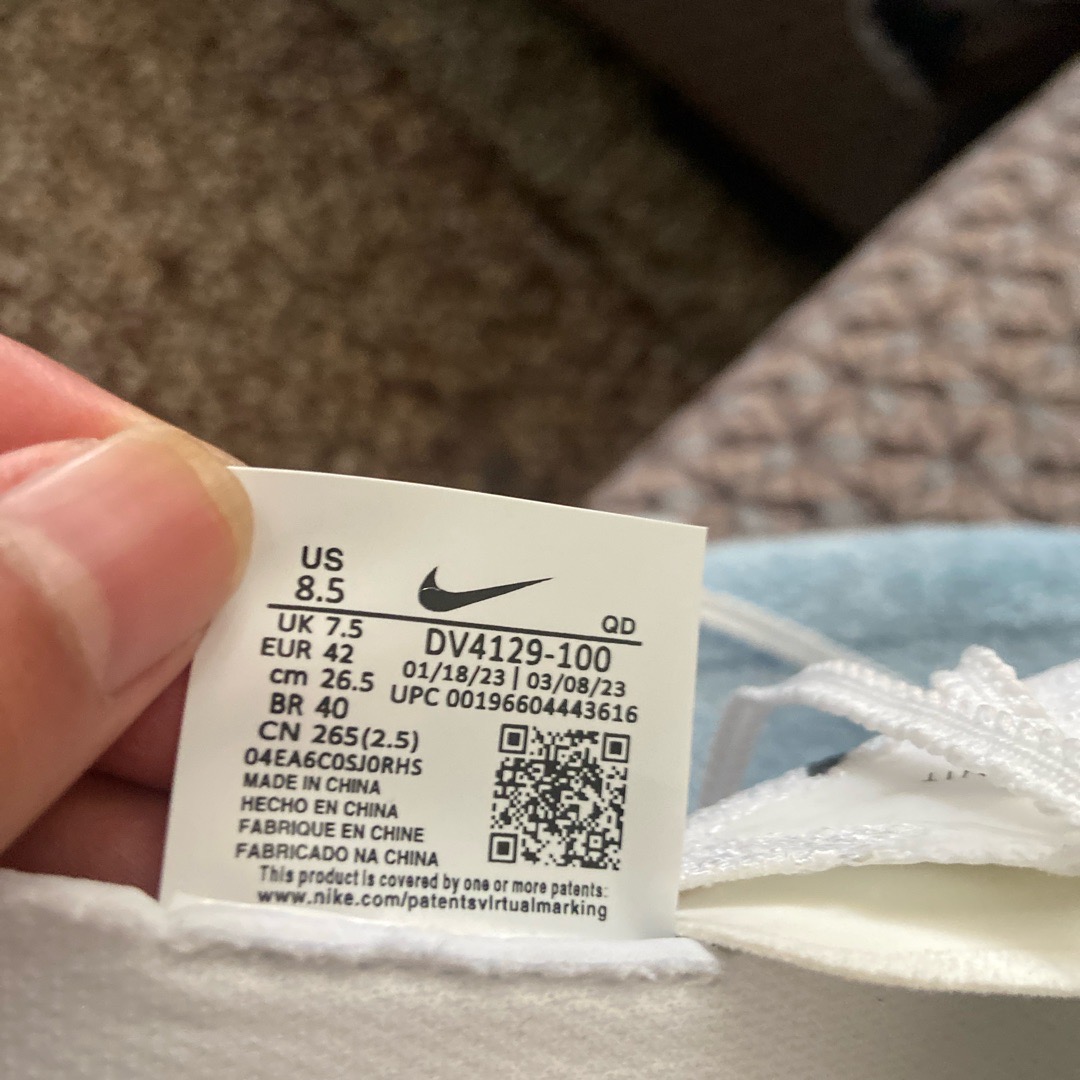 US
8.5
QD
UK 7.5
EUR 42
cm 26.5
BR 40
CN 265(2.5)
04EA6C0SJ0RHS
MADE IN CHINA
HECHO EN CHINA
FABRIQUE EN CHINE
FABRICADO NA CHINA
DV4129-100
01/18/23 | 03/08/23
UPC 00196604443616
This product is covered by one or more patents:
www.nike.com/patentsvirtualmarking